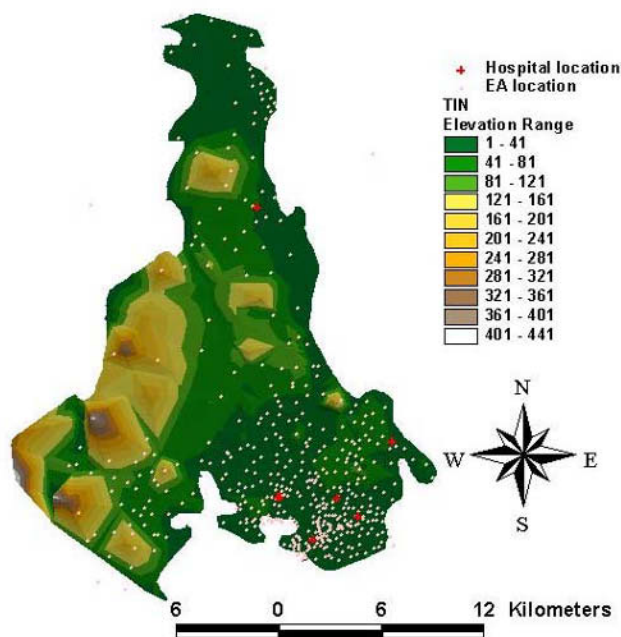 Hospital location
EA location
TIN
Elevation Range
1 - 41
41 - 81
81 - 121
121 - 161
161 - 201
201 - 241
241 - 281
281 - 321
321 - 361
361 - 401
401 - 441
N
W E
S
6 0 6 12 Kilometers